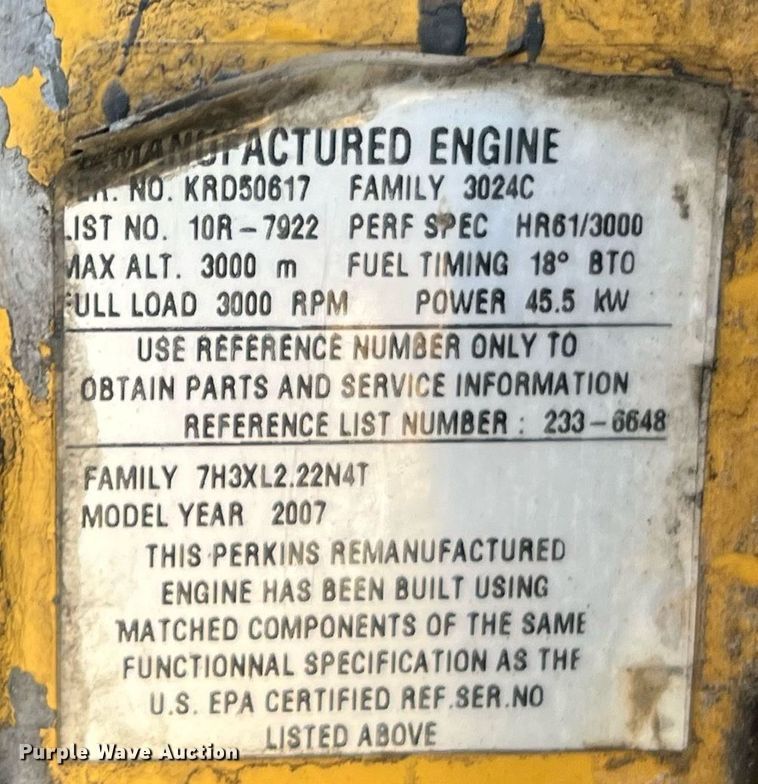 REMANUFACTURED ENGINE
SER. NO. KRD50617 FAMILY 3024C
LIST NO. 10R-7922 PERF SPEC HR61/3000
MAX ALT. 3000 m FUEL TIMING 18° BTO
FULL LOAD 3000 RPM POWER 45.5 kW
USE REFERENCE NUMBER ONLY TO
OBTAIN PARTS AND SERVICE INFORMATION
REFERENCE LIST NUMBER : 233-6648
FAMILY 7H3XL2.22N4T
MODEL YEAR 2007
THIS PERKINS REMANUFACTURED
ENGINE HAS BEEN BUILT USING
MATCHED COMPONENTS OF THE SAME
FUNCTIONNAL SPECIFICATION AS THE
U.S. EPA CERTIFIED REF.SER.NO
LISTED ABOVE
Purple Wave Auction